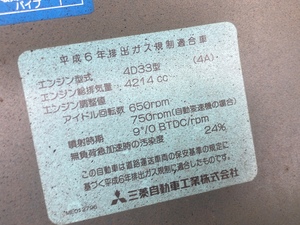 パイプ
平成6年排出ガス規制適合車
エンジン型式 4D33型 (4A)
エンジン総排気量 4214 cc
エンジン調整値
アイドル回転数 650rpm
750rpm(自動変速機の場合)
噴射時期 9°/0 BTDC/rpm
無負荷急加速時の汚染度 24%
この自動車は道路運送車両の保安基準の規定に
基づく平成6年排出ガス規制に適合したものです。
三菱自動車工業株式会社